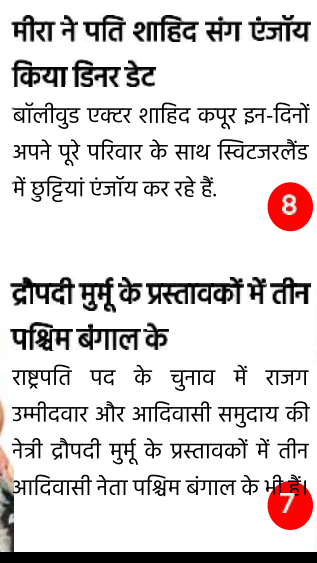 मीरा ने पति शाहिद संग एंजॉय
किया डिनर डेट
बॉलीवुड एक्टर शाहिद कपूर इन-दिनों
अपने पूरे परिवार के साथ स्विटजरलैंड
में छुट्टियां एंजॉय कर रहे हैं.
8
द्रौपदी मुर्मू के प्रस्तावकों में तीन
पश्चिम बंगाल के
राष्ट्रपति पद के चुनाव में राजग
उम्मीदवार और आदिवासी समुदाय की
नेत्री द्रौपदी मुर्मू के प्रस्तावकों में तीन
आदिवासी नेता पश्चिम बंगाल के भी हैं।
7